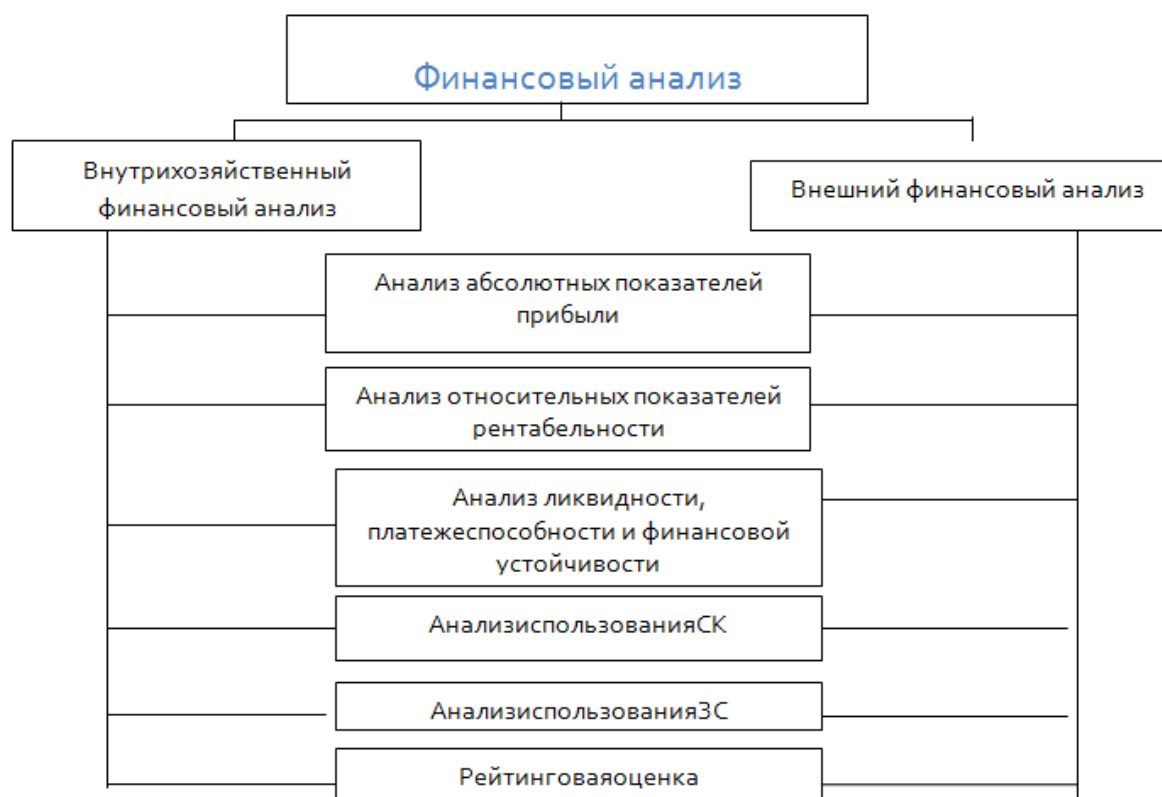 Финансовый анализ
Внутрихозяйственный
финансовый анализ
Внешний финансовый анализ
Анализ абсолютных показателей
прибыли
Анализ относительных показателей
рентабельности
Анализ ликвидности,
платежеспособности и финансовой
устойчивости
АнализиспользованияСК
АнализиспользованияЗС
Рейтинговаяоценка